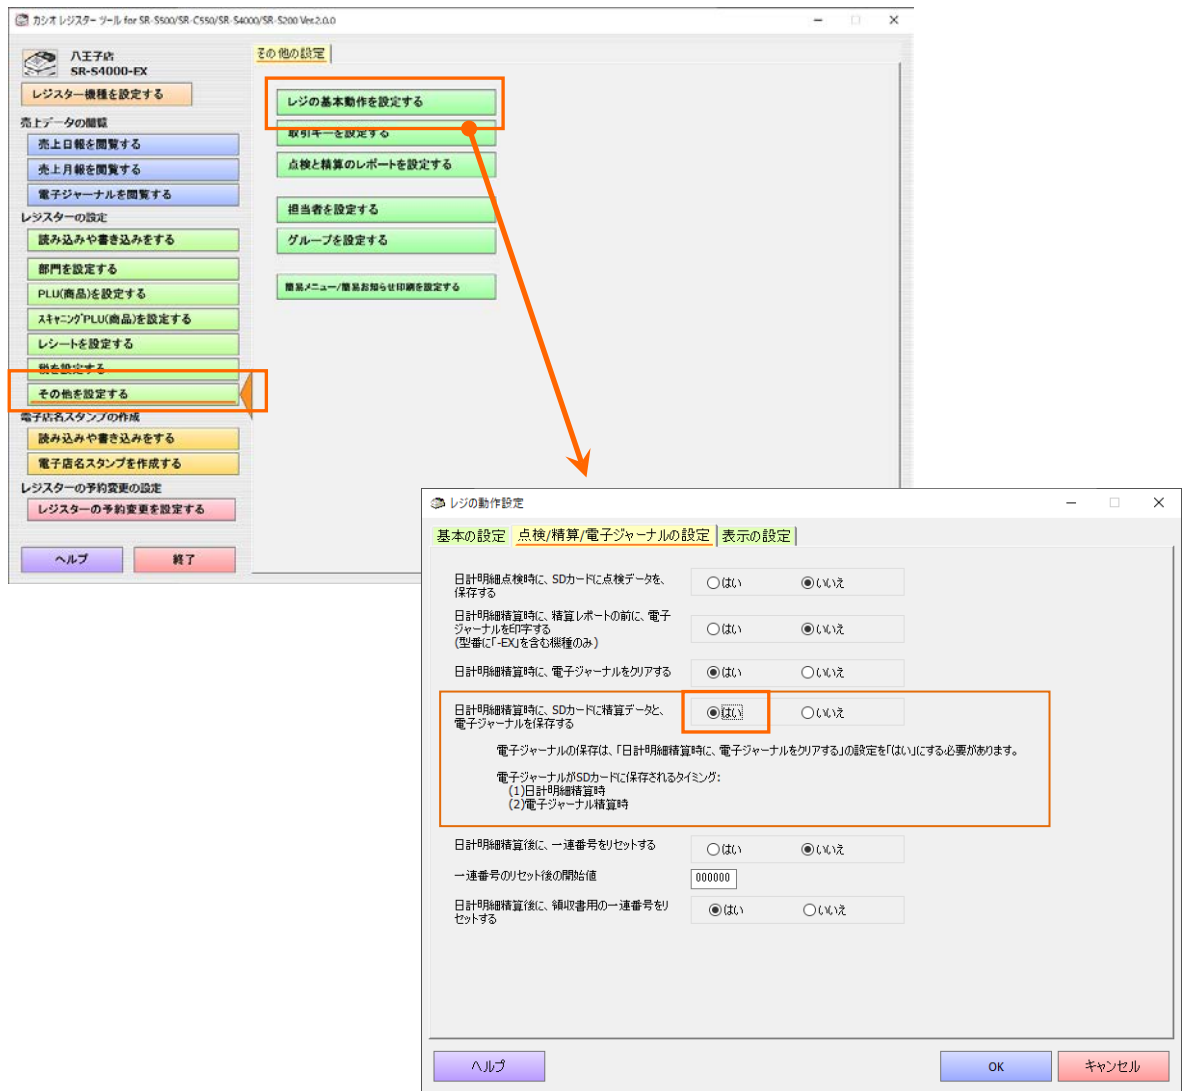 カシオ レジスター ツール for SR-S500/SR-C550/SR-S4000/SR-S200 Ver.2.0.0
八王子店
SR-S4000-EX
レジスター機種を設定する
売上データの閲覧
売上日報を閲覧する
売上月報を閲覧する
電子ジャーナルを閲覧する
レジスターの設定
読み込みや書き込みをする
部門を設定する
PLU(商品)を設定する
スキャニングPLU(商品)を設定する
レシートを設定する
税を設定する
その他を設定する
電子店名スタンプの作成
読み込みや書き込みをする
電子店名スタンプを作成する
レジスターの予約変更の設定
レジスターの予約変更を設定する
ヘルプ
終了
その他の設定
レジの基本動作を設定する
取引キーを設定する
点検と精算のレポートを設定する
担当者を設定する
グループを設定する
簡易メニュー/簡易お知らせ印刷を設定する
レジの動作設定
基本の設定 点検/精算/電子ジャーナルの設定 表示の設定
日計明細点検時に、SDカードに点検データを、
保存する
はい いいえ
日計明細精算時に、精算レポートの前に、電子
ジャーナルを印字する
(型番に「-EX」を含む機種のみ)
はい いいえ
日計明細精算時に、電子ジャーナルをクリアする
はい いいえ
日計明細精算時に、SDカードに精算データと、
電子ジャーナルを保存する
はい いいえ
電子ジャーナルの保存は、「日計明細精算時に、電子ジャーナルをクリアする」の設定を「はい」にする必要があります。
電子ジャーナルがSDカードに保存されるタイミング:
(1)日計明細精算時
(2)電子ジャーナル精算時
日計明細精算後に、一連番号をリセットする
はい いいえ
一連番号のリセット後の開始値
000000
日計明細精算後に、領収書用の一連番号をリ
セットする
はい いいえ
ヘルプ
OK
キャンセル